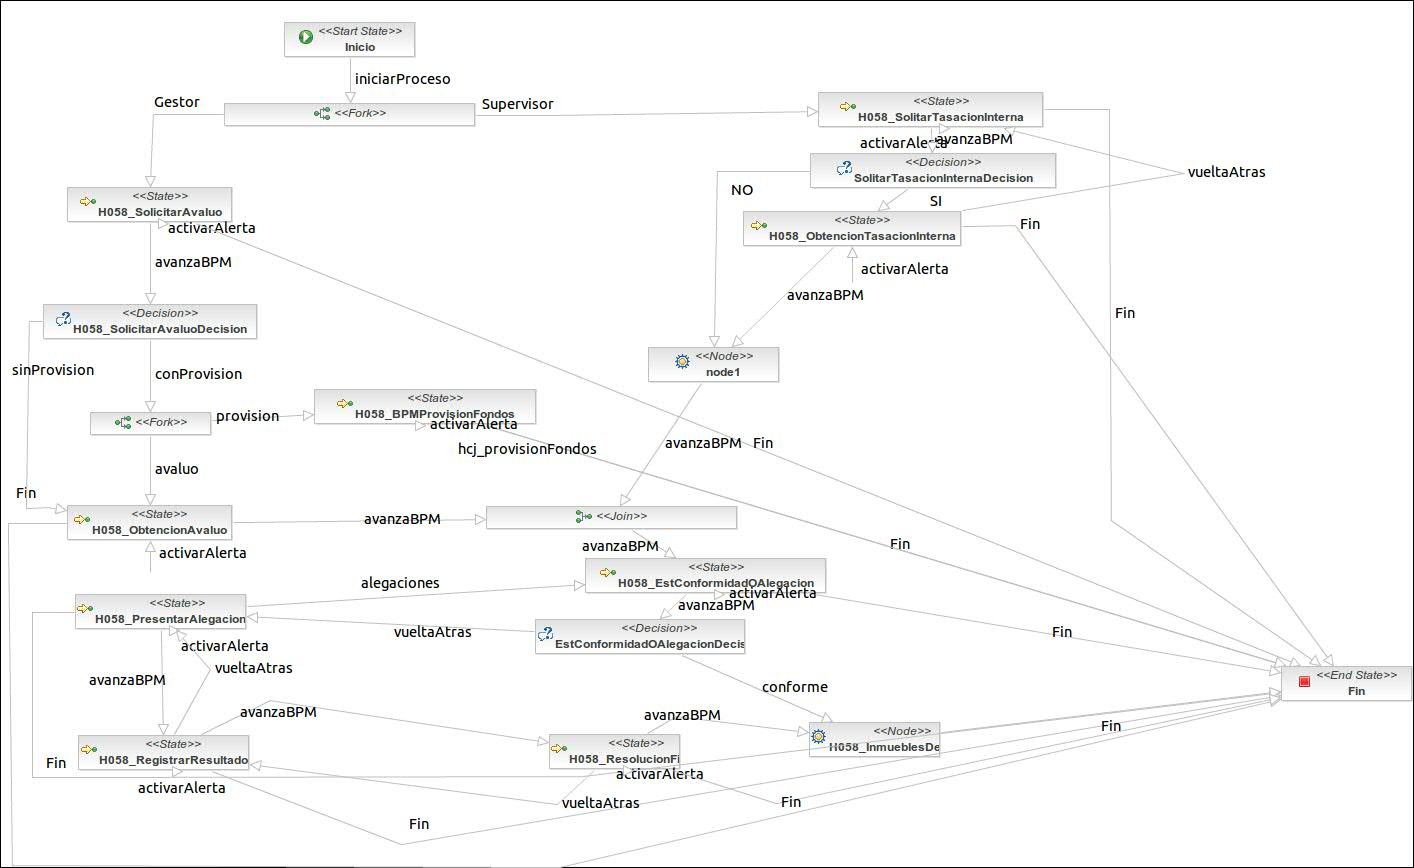 <<Start State>>
Inicio
iniciarProceso
Gestor
<<Fork>>
Supervisor
<<State>>
H058_SolitarTasacionInterna
activarAlerta
avanzaBPM
<<Decision>>
SolitarTasacionInternaDecision
vueltaAtras
NO
SI
<<State>>
H058_SolicitarAvaluo
activarAlerta
<<State>>
H058_ObtencionTasacionInterna
Fin
avanzaBPM
activarAlerta
avanzaBPM
<<Decision>>
H058_SolicitarAvaluoDecision
Fin
sinProvision
conProvision
<<Node>>
node1
<<Fork>>
provision
<<State>>
H058_BPMProvisionFondos
activarAlerta
hcj_provisionFondos
avanzaBPM
Fin
avaluo
Fin
<<State>>
H058_ObtencionAvaluo
avanzaBPM
<<Join>>
activarAlerta
avanzaBPM
Fin
<<State>>
H058_EstConformidadOAlegacion
activarAlerta
alegaciones
avanzaBPM
<<State>>
H058_PresentarAlegacion
vueltaAtras
<<Decision>>
EstConformidadOAlegacionDecis
Fin
activarAlerta
vueltaAtras
avanzaBPM
conforme
<<End State>>
Fin
avanzaBPM
avanzaBPM
Fin
<<State>>
H058_RegistrarResultado
<<State>>
H058_ResolucionFi
<<Node>>
H058_InmueblesDe
Fin
activarAlerta
activarAlerta
vueltaAtras
Fin
Fin